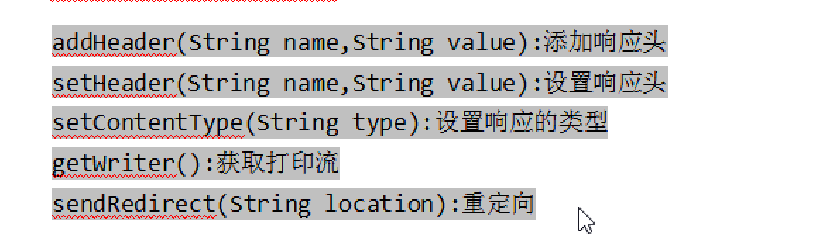 addHeader(String name,String value):添加响应头
setHeader(String name,String value):设置响应头
setContentType(String type):设置响应的类型
getWriter():获取打印流
sendRedirect(String location):重定向